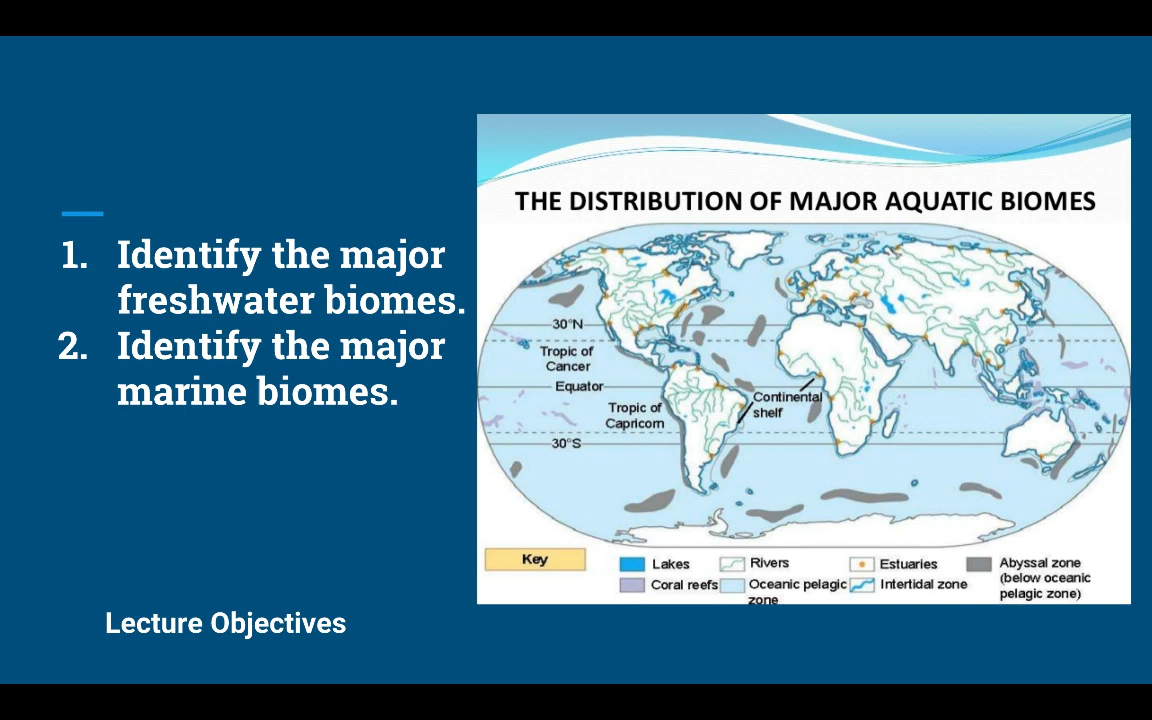 1. Identify the major
freshwater biomes.
2. Identify the major
marine biomes.
Lecture Objectives
THE DISTRIBUTION OF MAJOR AQUATIC BIOMES
30°N
Tropic of
Cancer
Equator
Continental
shelf
Tropic of
Capricorn
30°S
Key
Lakes
Rivers
Estuaries
Abyssal zone
(below oceanic
pelagic zone)
Coral reefs
Oceanic pelagic
zone
Intertidal zone